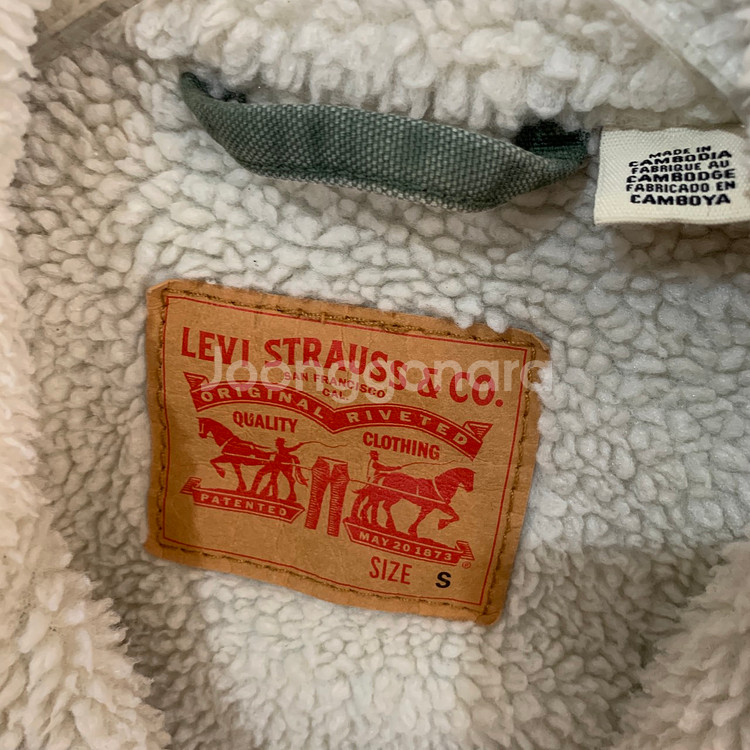 MADE IN
CAMBODIA
FABRIQUE AU
CAMBODGE
FABRICADO EN
CAMBOYA
LEVI STRAUSS & CO.
SAN FRANCISCO
CAL
ORIGINAL RIVETED
QUALITY CLOTHING
PATENTED
MAY 20 1873
SIZE S
Joonggonara